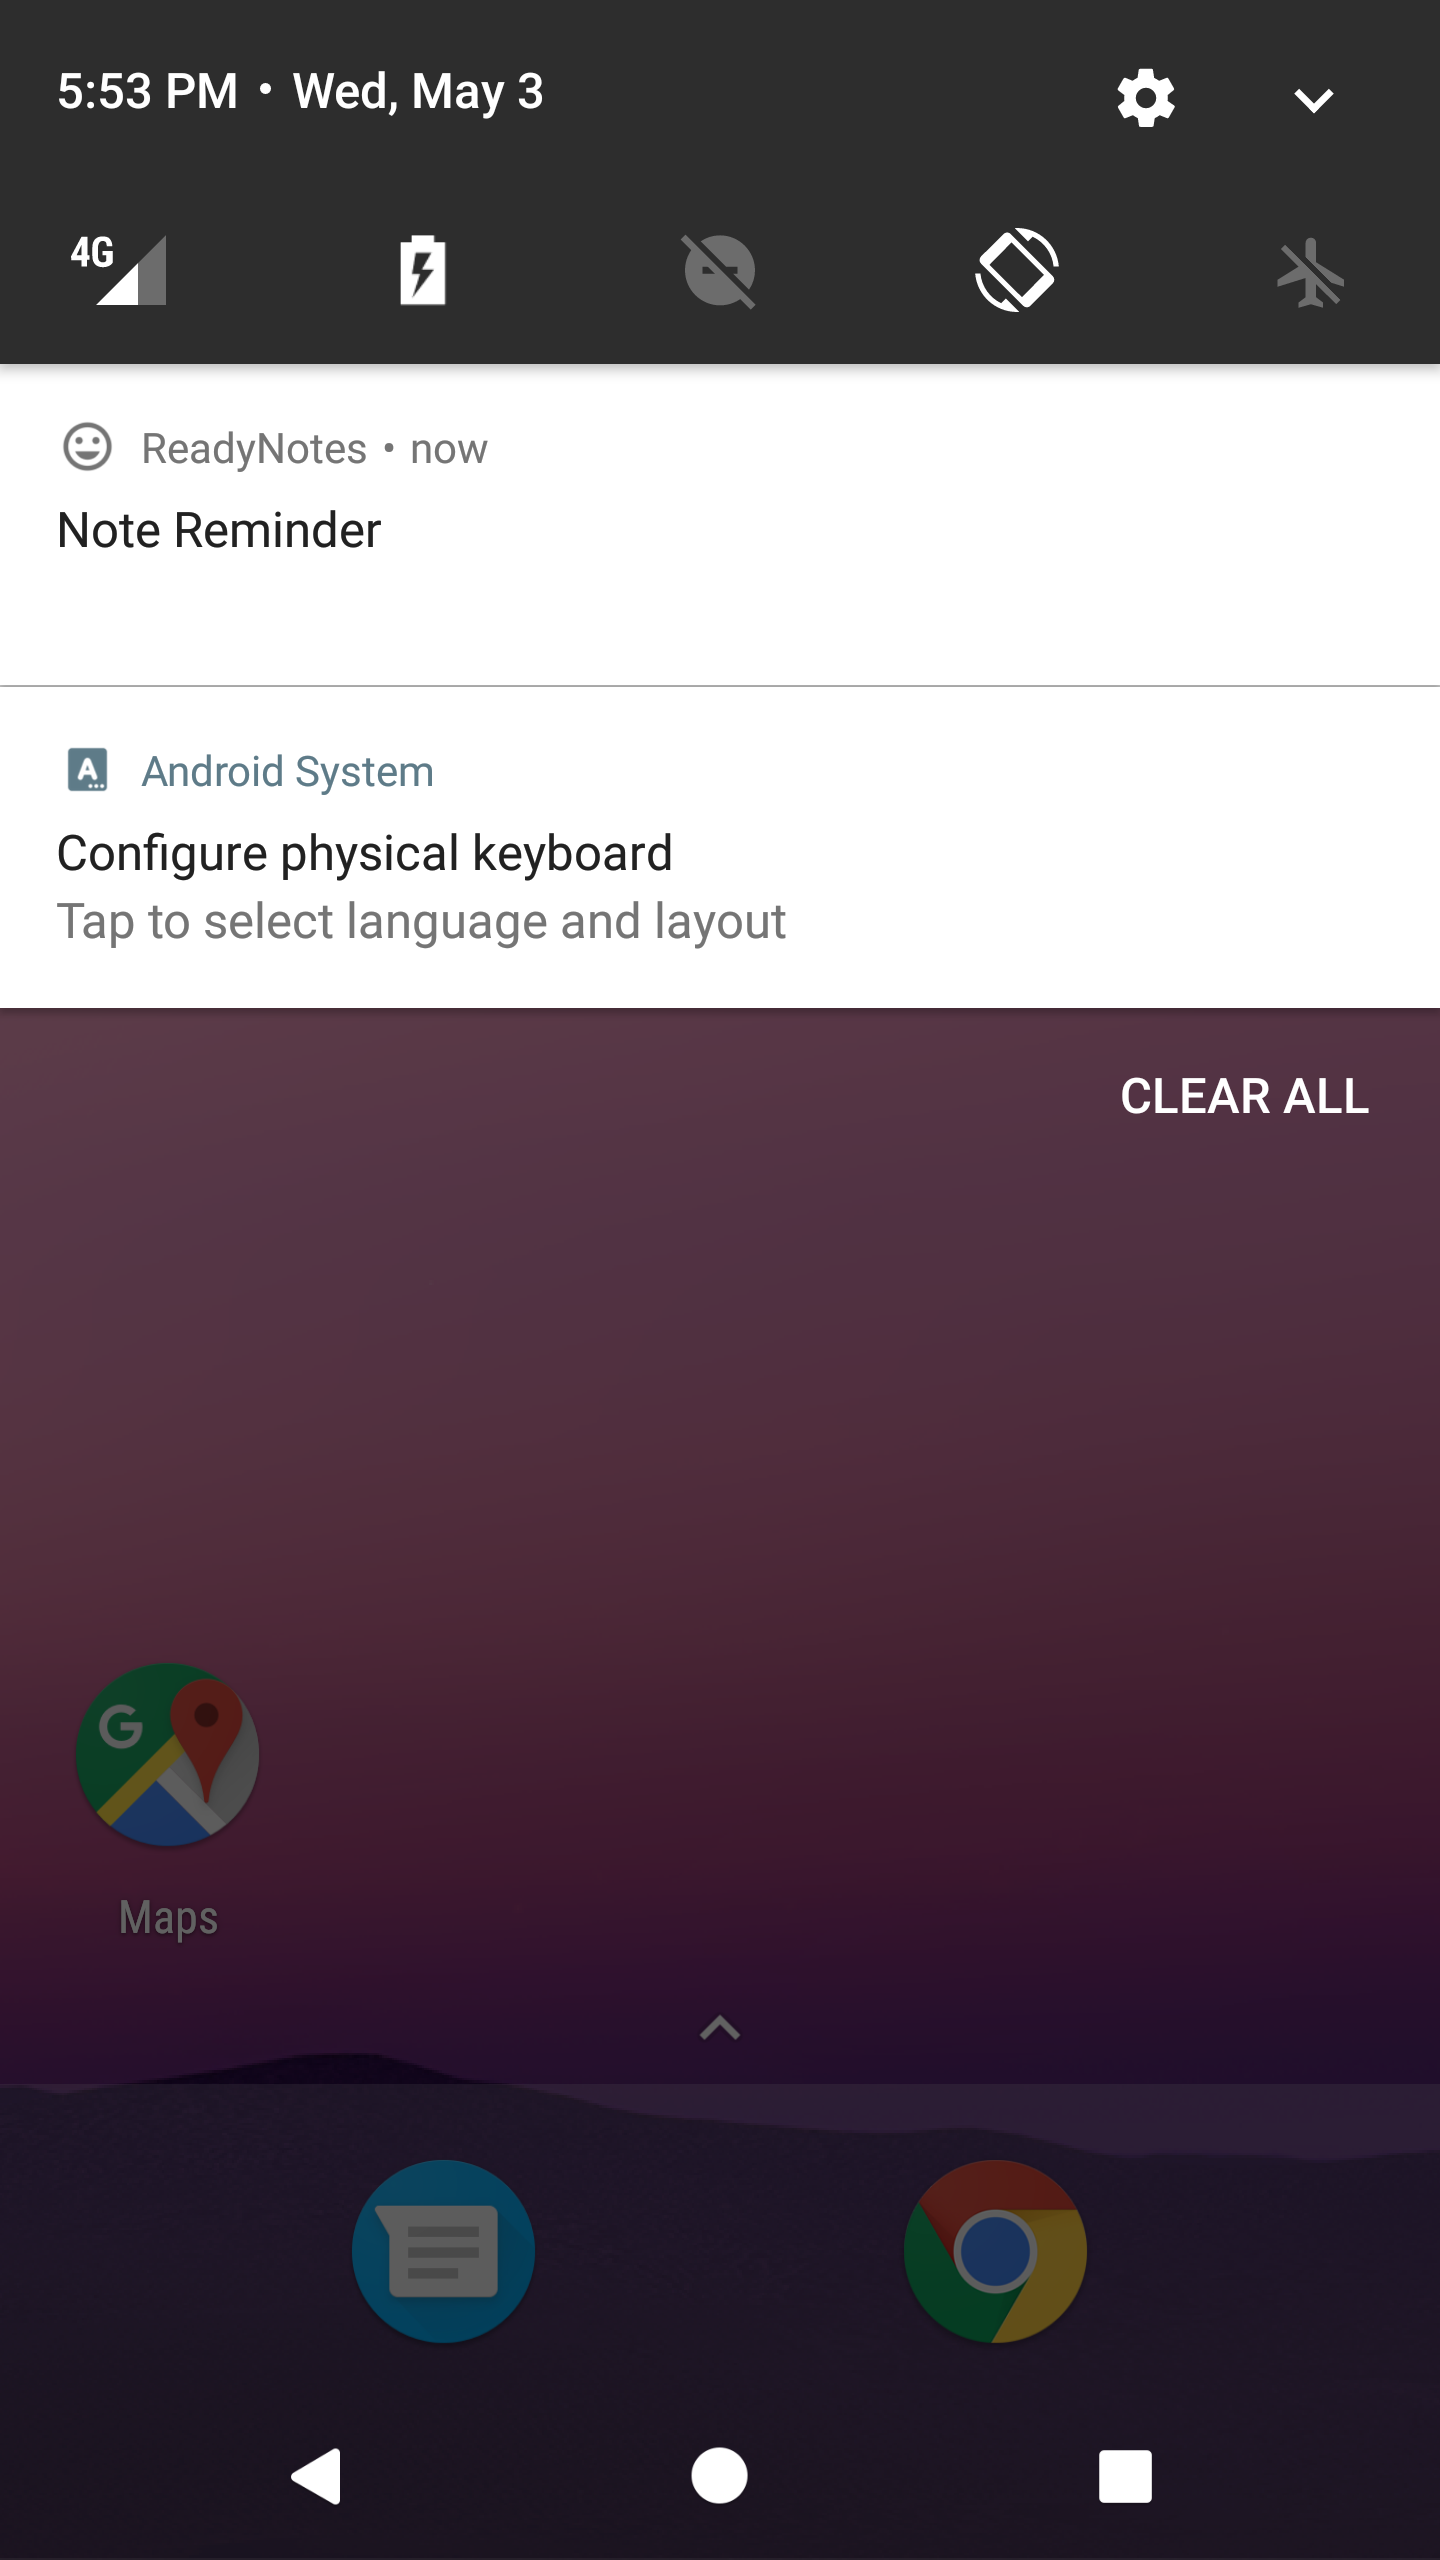 5:53 PM • Wed, May 3
4G
ReadyNotes • now
Note Reminder
A
Android System
Configure physical keyboard
Tap to select language and layout
CLEAR ALL
G
Maps